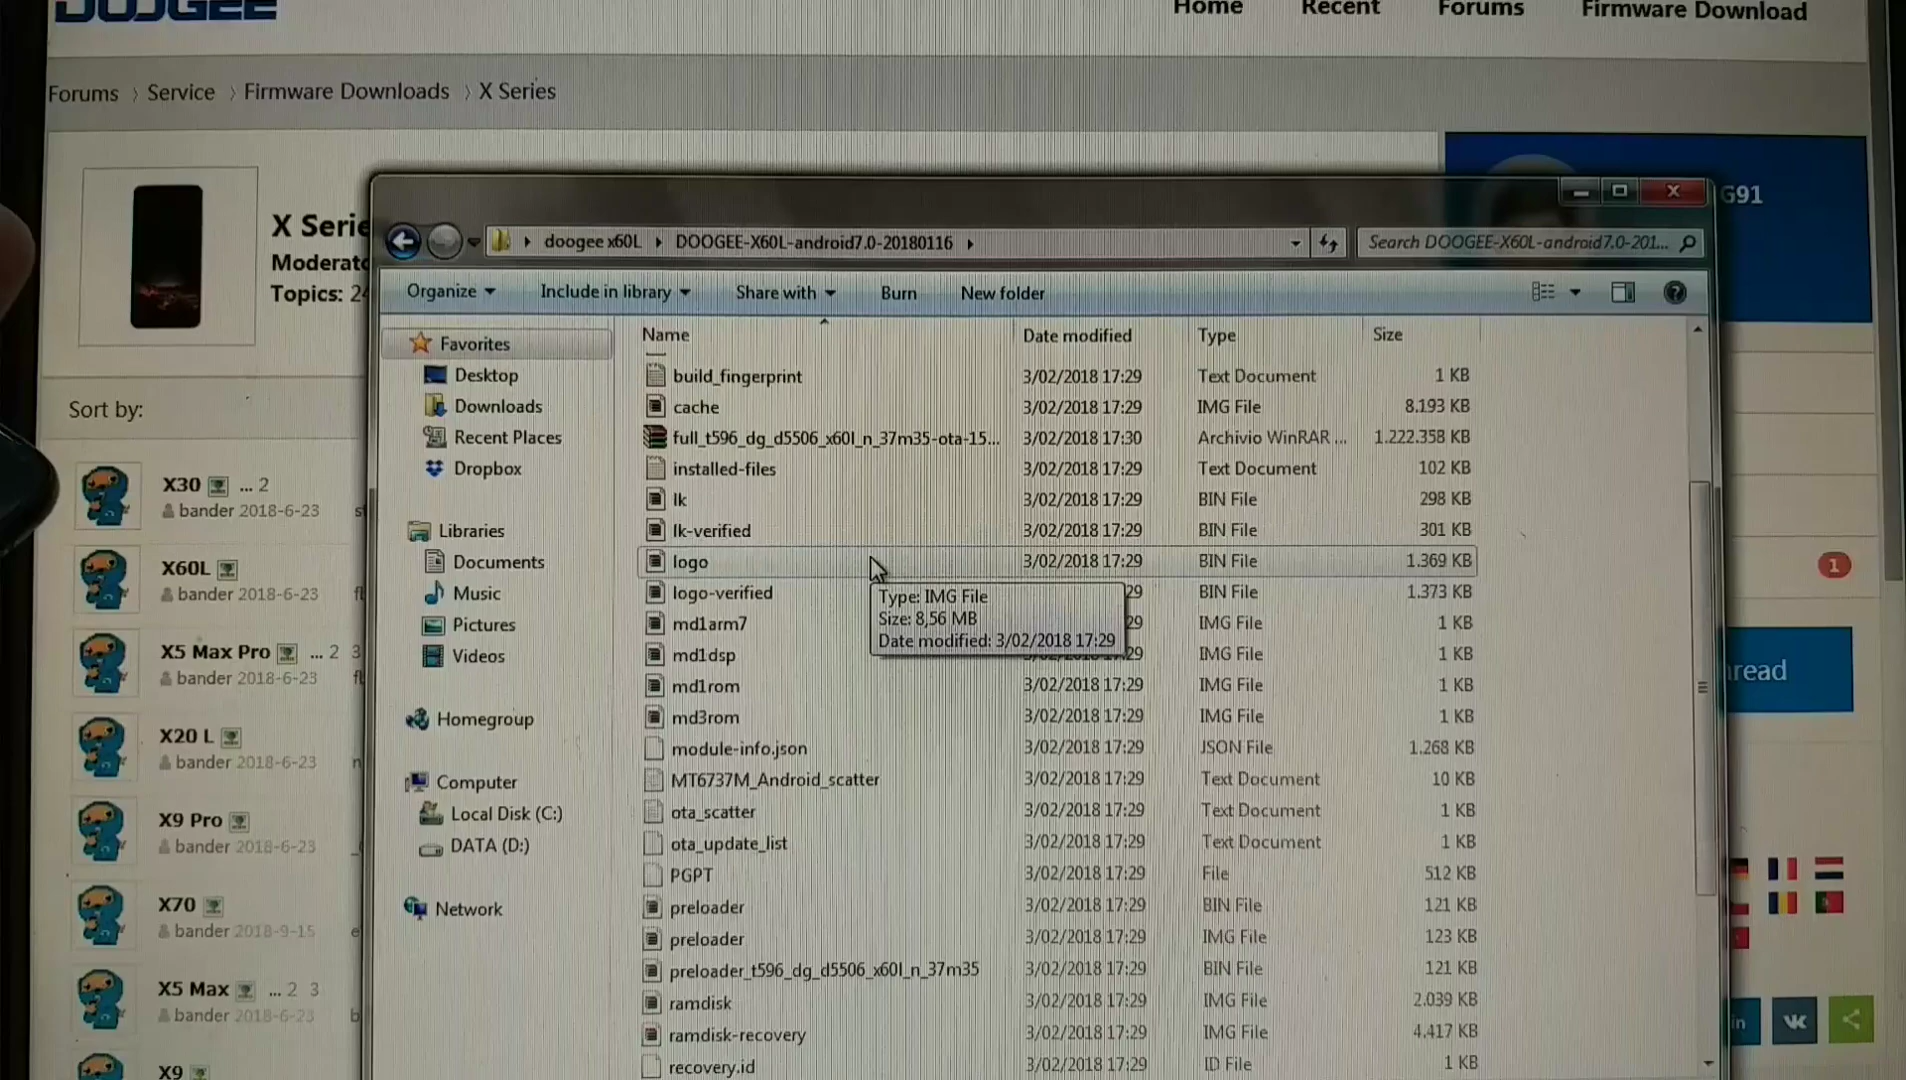 DOOGEE
Home Recent Forums Firmware Download
Forums › Service › Firmware Downloads › X Series
G91
X Serie
Moderato
Topics: 24
Sort by:
X30 ... 2
bander 2018-6-23
X60L
bander 2018-6-23
X5 Max Pro ... 2 3
bander 2018-6-23
X20 L
bander 2018-6-23
X9 Pro
bander 2018-6-23
X70
bander 2018-9-15
X5 Max ... 2 3
bander 2018-6-23
X9
doogee x60L DOOGEE-X60L-android7.0-20180116
Search DOOGEE-X60L-android7.0-201...
Organize Include in library Share with Burn New folder
Favorites
Desktop
Downloads
Recent Places
Dropbox
Libraries
Documents
Music
Pictures
Videos
Homegroup
Computer
Local Disk (C:)
DATA (D:)
Network
Name Date modified Type Size
build_fingerprint 3/02/2018 17:29 Text Document 1 KB
cache 3/02/2018 17:29 IMG File 8.193 KB
full_t596_dg_d5506_x60l_n_37m35-ota-15... 3/02/2018 17:30 Archivio WinRAR ... 1.222.358 KB
installed-files 3/02/2018 17:29 Text Document 102 KB
lk 3/02/2018 17:29 BIN File 298 KB
lk-verified 3/02/2018 17:29 BIN File 301 KB
logo 3/02/2018 17:29 BIN File 1.369 KB
logo-verified 29 BIN File 1.373 KB
md1arm7 29 IMG File 1 KB
md1dsp 29 IMG File 1 KB
Type: IMG File
Size: 8,56 MB
Date modified: 3/02/2018 17:29
md1rom 3/02/2018 17:29 IMG File 1 KB
md3rom 3/02/2018 17:29 IMG File 1 KB
module-info.json 3/02/2018 17:29 JSON File 1.268 KB
MT6737M_Android_scatter 3/02/2018 17:29 Text Document 10 KB
ota_scatter 3/02/2018 17:29 Text Document 1 KB
ota_update_list 3/02/2018 17:29 Text Document 1 KB
PGPT 3/02/2018 17:29 File 512 KB
preloader 3/02/2018 17:29 BIN File 121 KB
preloader 3/02/2018 17:29 IMG File 123 KB
preloader_t596_dg_d5506_x60l_n_37m35 3/02/2018 17:29 BIN File 121 KB
ramdisk 3/02/2018 17:29 IMG File 2.039 KB
ramdisk-recovery 3/02/2018 17:29 IMG File 4.417 KB
recovery.id 3/02/2018 17:29 ID File 1 KB
1
read
in